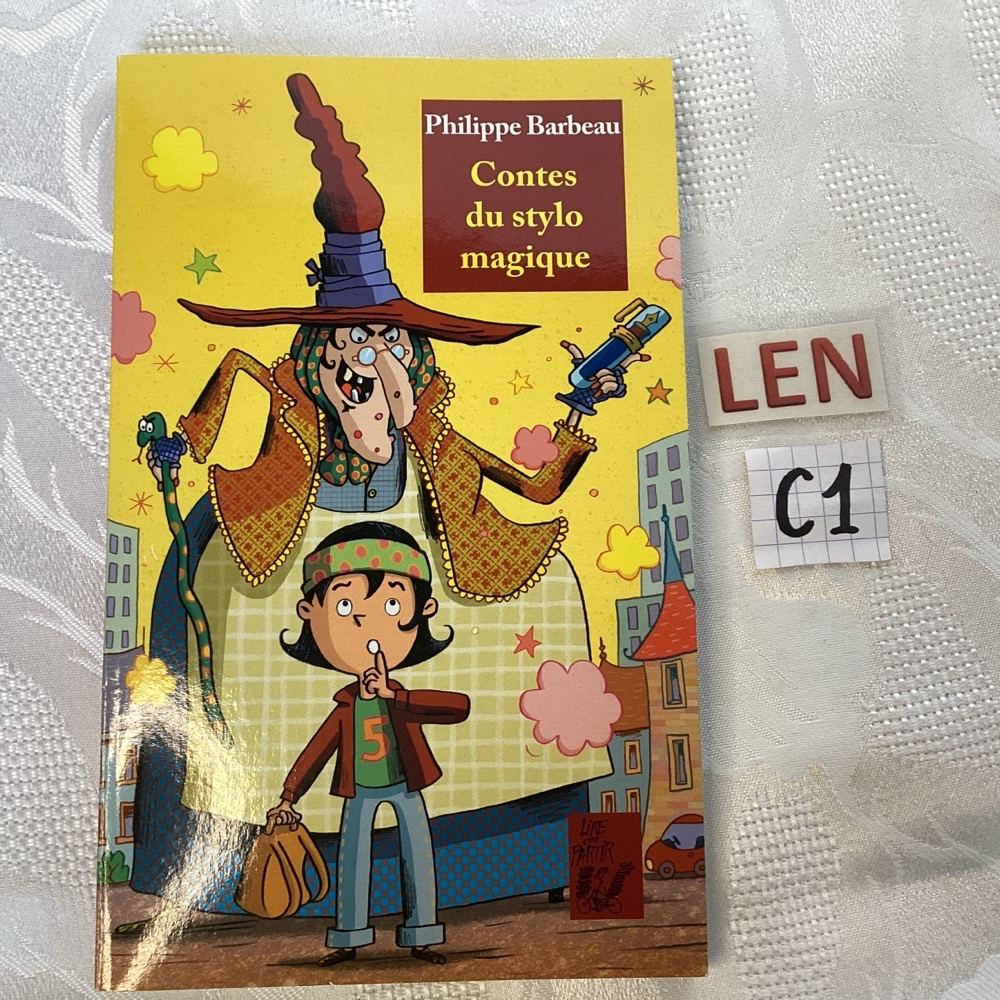 Philippe Barbeau
Contes
du stylo
magique
LEN
C1
5
LIRE
PARTIR